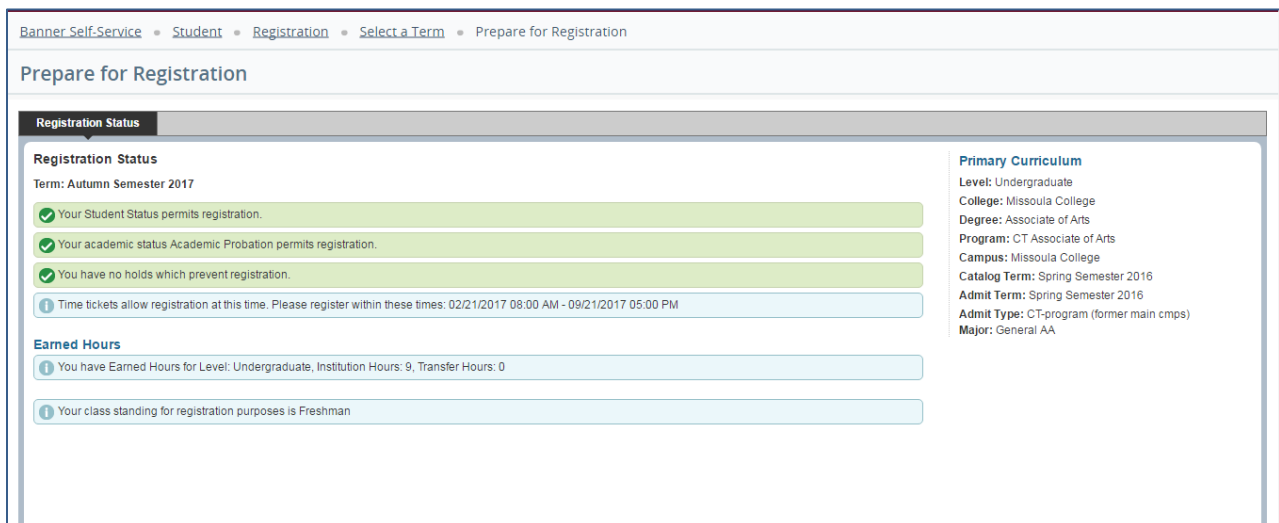 Banner Self-Service • Student • Registration • Select a Term • Prepare for Registration
Prepare for Registration
Registration Status
Registration Status
Term: Autumn Semester 2017
Your Student Status permits registration.
Your academic status Academic Probation permits registration.
You have no holds which prevent registration.
Time tickets allow registration at this time. Please register within these times: 02/21/2017 08:00 AM - 09/21/2017 05:00 PM
Earned Hours
You have Earned Hours for Level: Undergraduate, Institution Hours: 9, Transfer Hours: 0
Your class standing for registration purposes is Freshman
Primary Curriculum
Level: Undergraduate
College: Missoula College
Degree: Associate of Arts
Program: CT Associate of Arts
Campus: Missoula College
Catalog Term: Spring Semester 2016
Admit Term: Spring Semester 2016
Admit Type: CT-program (former main cmps)
Major: General AA